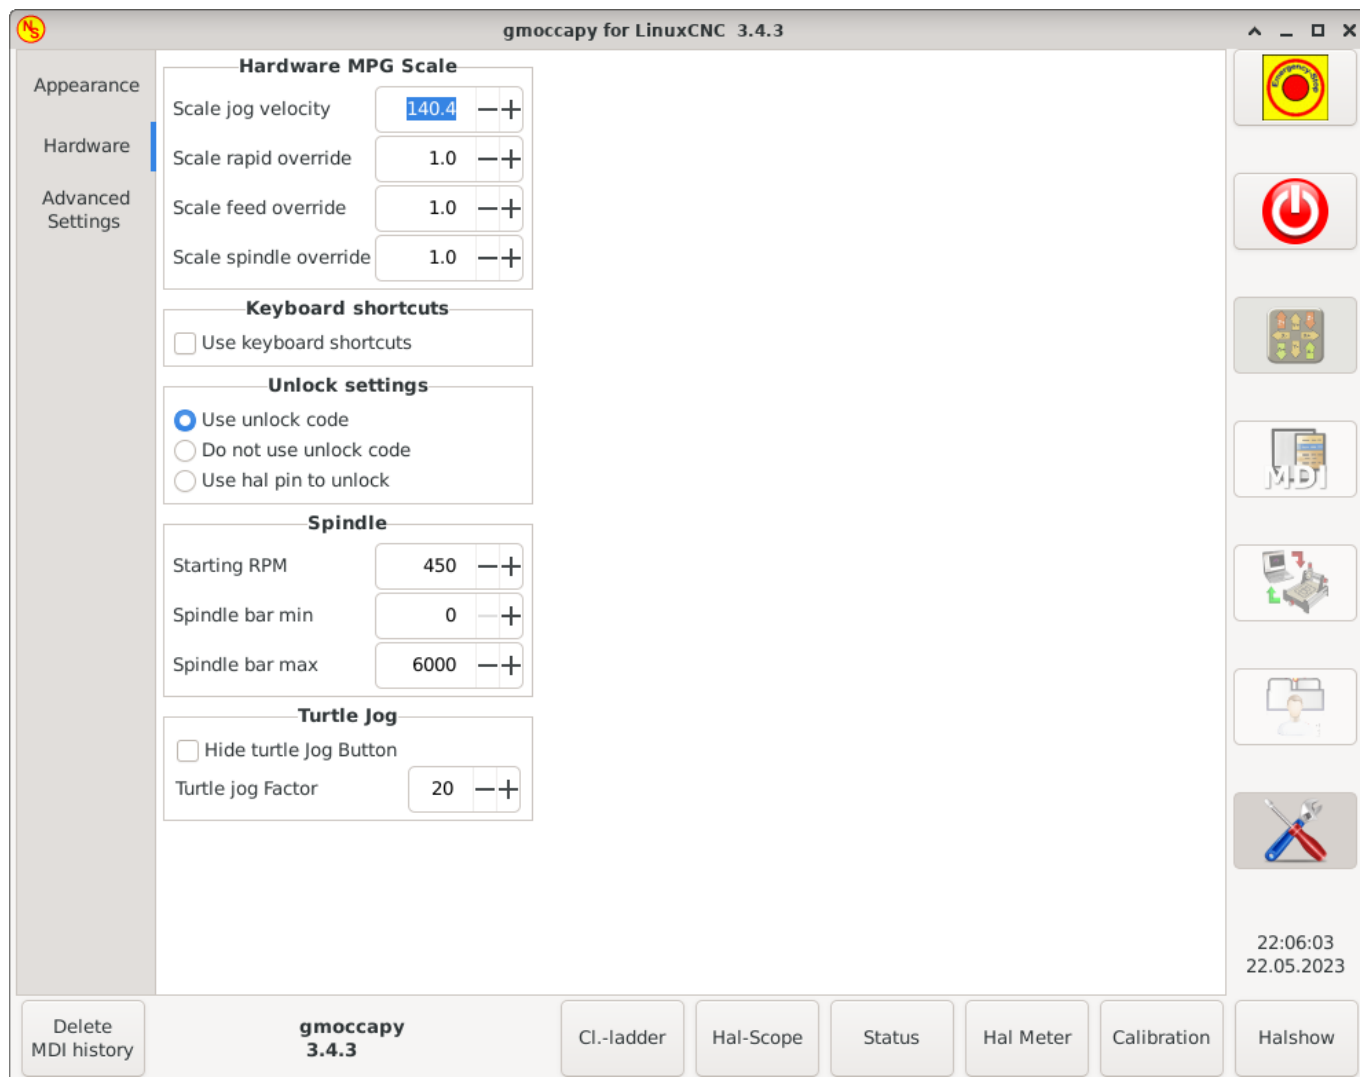 NS
gmoccapy for LinuxCNC 3.4.3
Appearance
Hardware
Advanced
Settings
Hardware MPG Scale
Scale jog velocity 140.4
Scale rapid override 1.0
Scale feed override 1.0
Scale spindle override 1.0
Keyboard shortcuts
Use keyboard shortcuts
Unlock settings
Use unlock code
Do not use unlock code
Use hal pin to unlock
Spindle
Starting RPM 450
Spindle bar min 0
Spindle bar max 6000
Turtle Jog
Hide turtle Jog Button
Turtle jog Factor 20
Emergency-Stop
MDI
22:06:03
22.05.2023
Delete
MDI history
gmoccapy
3.4.3
Cl.-ladder
Hal-Scope
Status
Hal Meter
Calibration
Halshow